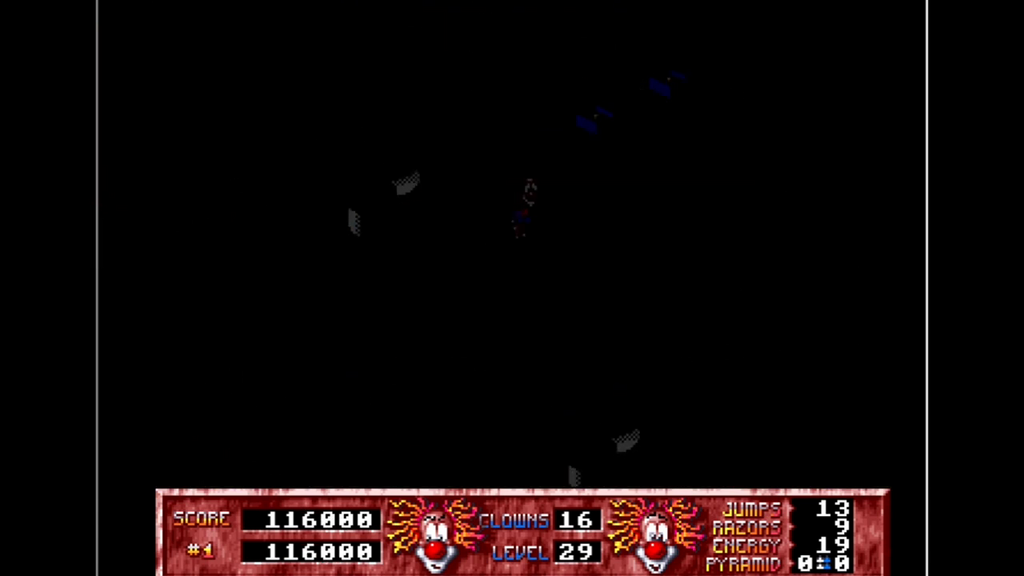 SCORE 116000 CLOWNS 16 JUMPS 13
RAZORS 9
#1 116000 LEVEL 29 ENERGY 19
PYRAMID 0 0